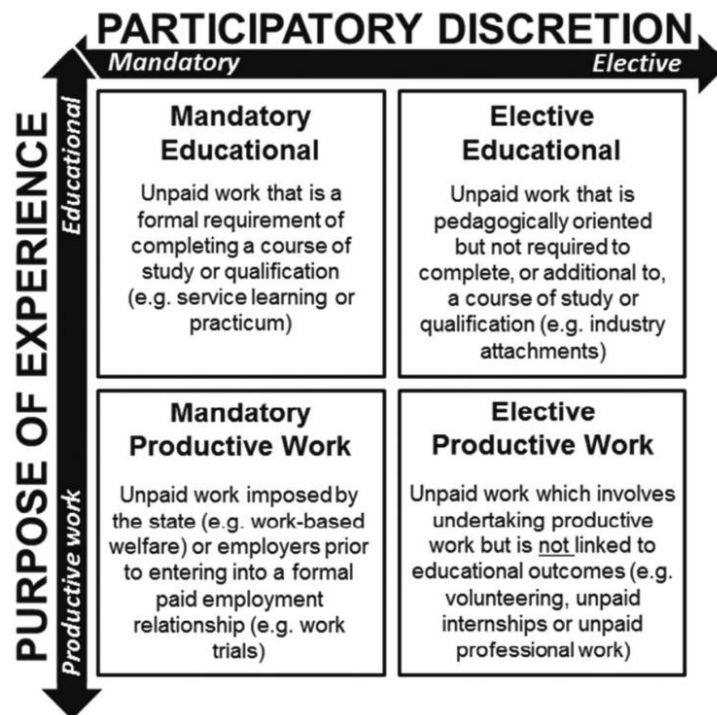 PARTICIPATORY DISCRETION
Mandatory
Elective
PURPOSE OF EXPERIENCE
Educational
Productive work
Mandatory
Educational
Unpaid work that is a
formal requirement of
completing a course of
study or qualification
(e.g. service learning or
practicum)
Elective
Educational
Unpaid work that is
pedagogically oriented
but not required to
complete, or additional to,
a course of study or
qualification (e.g. industry
attachments)
Mandatory
Productive Work
Unpaid work imposed by
the state (e.g. work-based
welfare) or employers prior
to entering into a formal
paid employment
relationship (e.g. work
trials)
Elective
Productive Work
Unpaid work which involves
undertaking productive
work but is not linked to
educational outcomes (e.g.
volunteering, unpaid
internships or unpaid
professional work)